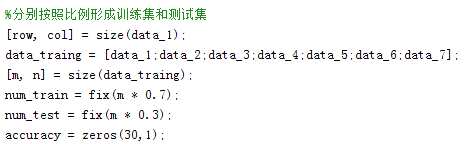 %分别按照比例形成训练集和测试集
[row, col] = size(data_1);
data_traing = [data_1;data_2;data_3;data_4;data_5;data_6;data_7];
[m, n] = size(data_traing);
num_train = fix(m * 0.7);
num_test = fix(m * 0.3);
accuracy = zeros(30,1);